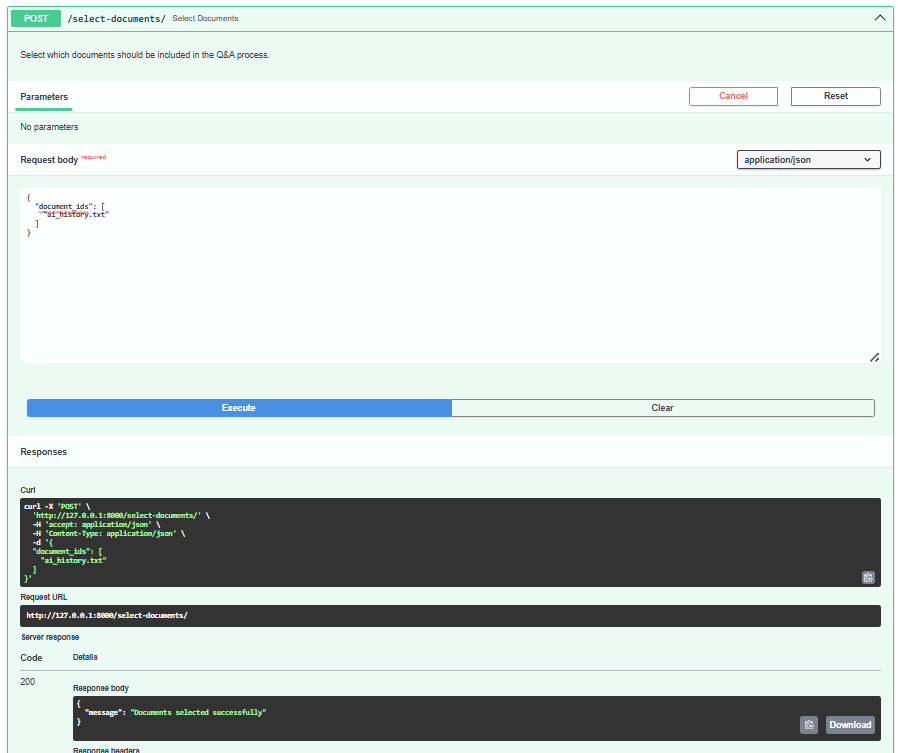 POST /select-documents/ Select Documents
Select which documents should be included in the Q&A process.
Parameters
Cancel
Reset
No parameters
Request body required
application/json
{
  "document_ids": [
    "ai_history.txt"
  ]
}
Execute
Clear
Responses
Curl
curl -X 'POST' \
  'http://127.0.0.1:8000/select-documents/' \
  -H 'accept: application/json' \
  -H 'Content-Type: application/json' \
  -d '{
  "document_ids": [
    "ai_history.txt"
  ]
}'
Request URL
http://127.0.0.1:8000/select-documents/
Server response
Code Details
200
Response body
{
  "message": "Documents selected successfully"
}
Download
Response headers